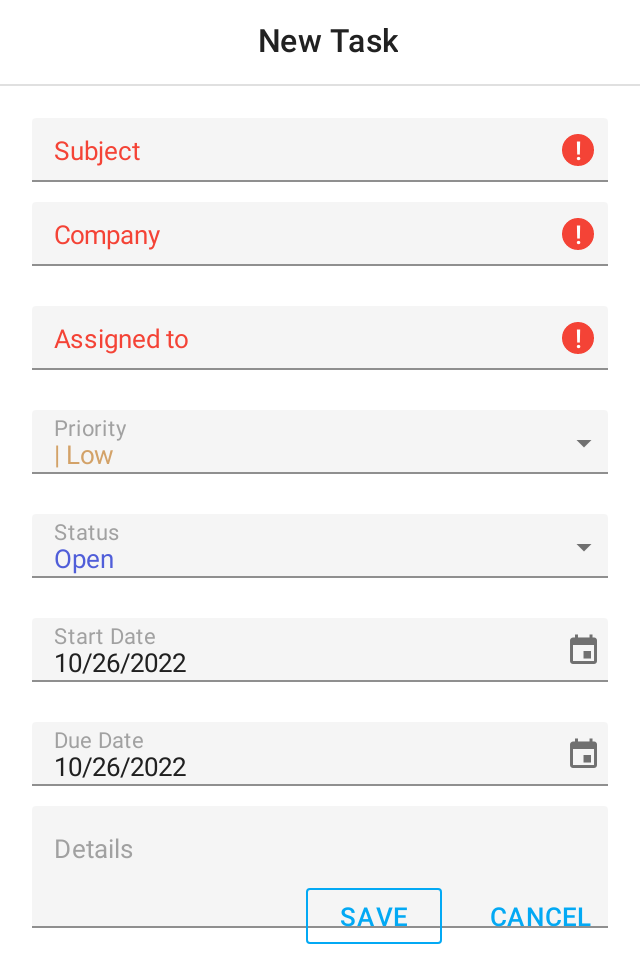 New Task
Subject
Company
Assigned to
Priority
| Low
Status
Open
Start Date
10/26/2022
Due Date
10/26/2022
Details
SAVE CANCEL